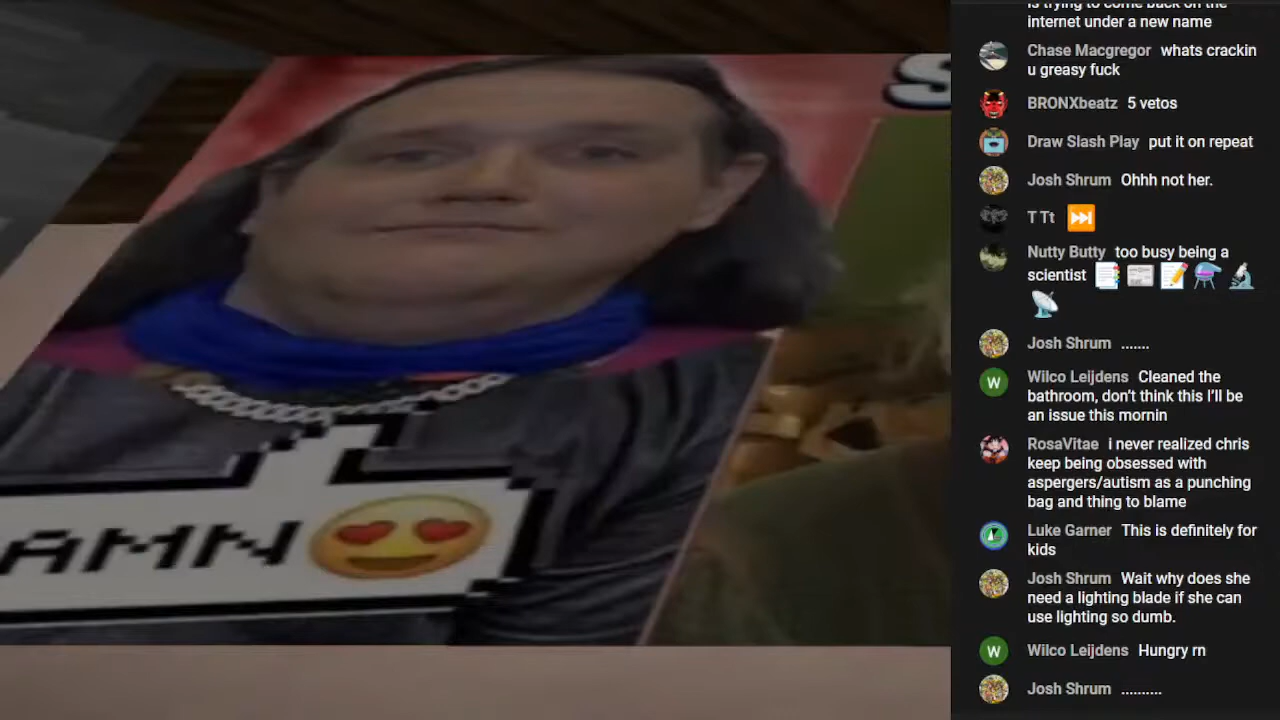 is trying to come back on the
internet under a new name
Chase Macgregor whats crackin
u greasy fuck
BRONXbeatz 5 vetos
Draw Slash Play put it on repeat
Josh Shrum Ohhh not her.
T Tt ⏭
Nutty Butty too busy being a
scientist 📑 📰 📝 ⚗ 🔬
📡
Josh Shrum .......
W Wilco Leijdens Cleaned the
bathroom, don't think this I'll be
an issue this mornin
RosaVitae i never realized chris
keep being obsessed with
aspergers/autism as a punching
bag and thing to blame
Luke Garner This is definitely for
kids
Josh Shrum Wait why does she
need a lighting blade if she can
use lighting so dumb.
W Wilco Leijdens Hungry rn
Josh Shrum ..........
S
AMN😍